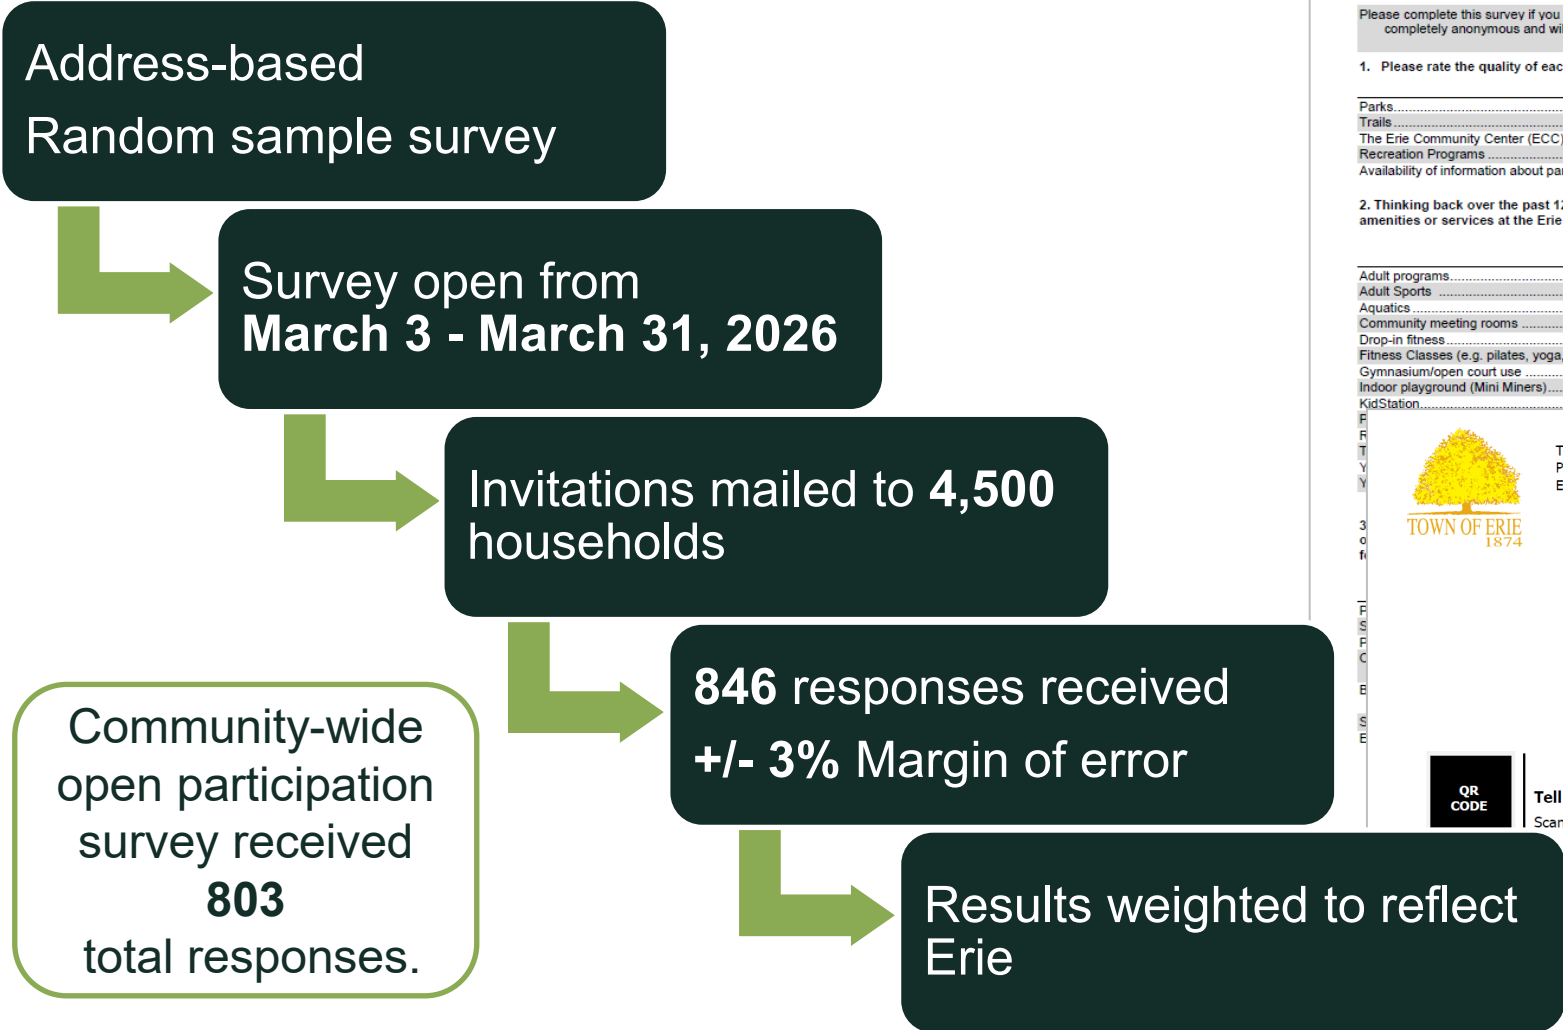 Address-based
Random sample survey
Survey open from
March 3 - March 31, 2026
Invitations mailed to 4,500
households
846 responses received
+/- 3% Margin of error
Results weighted to reflect
Erie
Community-wide
open participation
survey received
803
total responses.
Please complete this survey if you
completely anonymous and
1. Please rate the quality of
Parks
Trails
The Erie Community Center (ECC)
Recreation Programs
Availability of information about
2. Thinking back over the past
amenities or services at the Erie
Adult programs
Adult Sports
Aquatics
Community meeting rooms
Drop-in fitness
Fitness Classes (e.g. pilates, yoga,
Gymnasium/open court use
Indoor playground (Mini Miners)
KidStation
TOWN OF ERIE
1874
QR
CODE
Tell